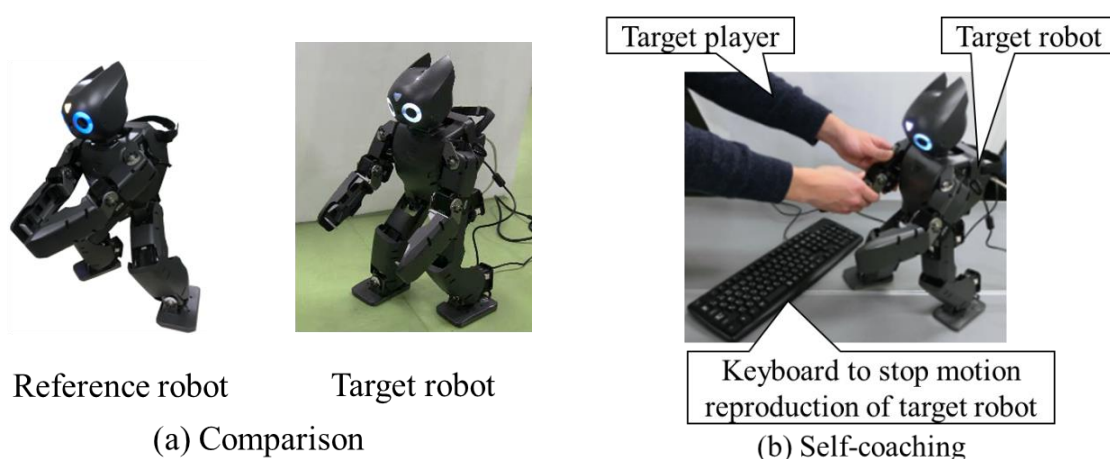 Target player
Target robot
Reference robot
Target robot
Keyboard to stop motion
reproduction of target robot
(a) Comparison
(b) Self-coaching